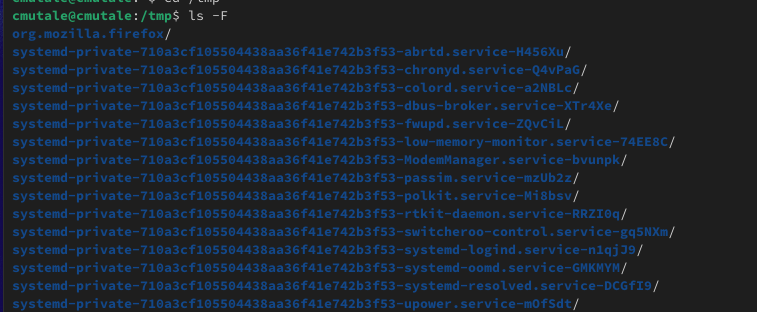 cmutale@cmutale:/tmp$ ls -F
org.mozilla.firefox/
systemd-private-710a3cf105504438aa36f41e742b3f53-abrtd.service-H456Xu/
systemd-private-710a3cf105504438aa36f41e742b3f53-chronyd.service-Q4vPaG/
systemd-private-710a3cf105504438aa36f41e742b3f53-colord.service-a2NBLc/
systemd-private-710a3cf105504438aa36f41e742b3f53-dbus-broker.service-XTr4Xe/
systemd-private-710a3cf105504438aa36f41e742b3f53-fwupd.service-ZQvCiL/
systemd-private-710a3cf105504438aa36f41e742b3f53-low-memory-monitor.service-74EE8C/
systemd-private-710a3cf105504438aa36f41e742b3f53-ModemManager.service-bvunpk/
systemd-private-710a3cf105504438aa36f41e742b3f53-passim.service-mzUb2z/
systemd-private-710a3cf105504438aa36f41e742b3f53-polkit.service-Mi8bsv/
systemd-private-710a3cf105504438aa36f41e742b3f53-rtkit-daemon.service-RRZI0q/
systemd-private-710a3cf105504438aa36f41e742b3f53-switcheroo-control.service-gq5NXm/
systemd-private-710a3cf105504438aa36f41e742b3f53-systemd-logind.service-n1qjJ9/
systemd-private-710a3cf105504438aa36f41e742b3f53-systemd-oomd.service-GMKMYM/
systemd-private-710a3cf105504438aa36f41e742b3f53-systemd-resolved.service-DCGfI9/
systemd-private-710a3cf105504438aa36f41e742b3f53-upower.service-mOfSdt/